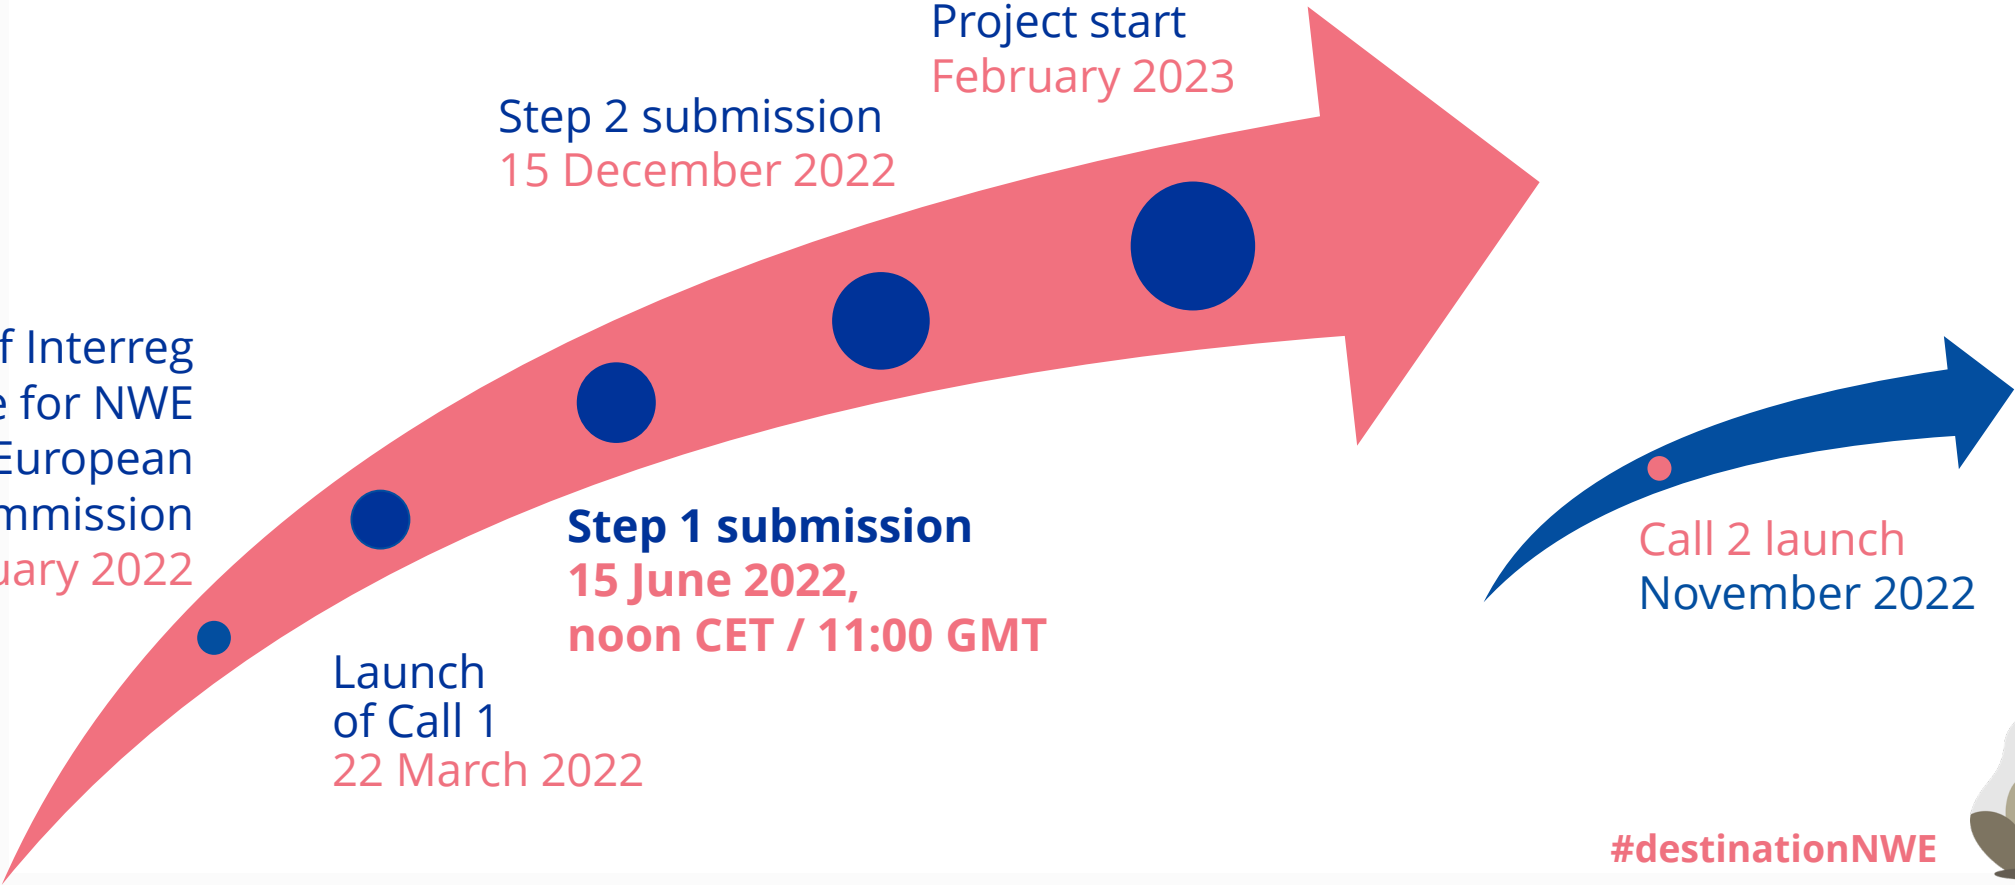 Project start
February 2023
Step 2 submission
15 December 2022
f Interreg
for NWE
European
2022
Step 1 submission
15 June 2022,
noon CET / 11:00 GMT
Launch
of Call 1
22 March 2022
Call 2 launch
November 2022
#destinationNWE